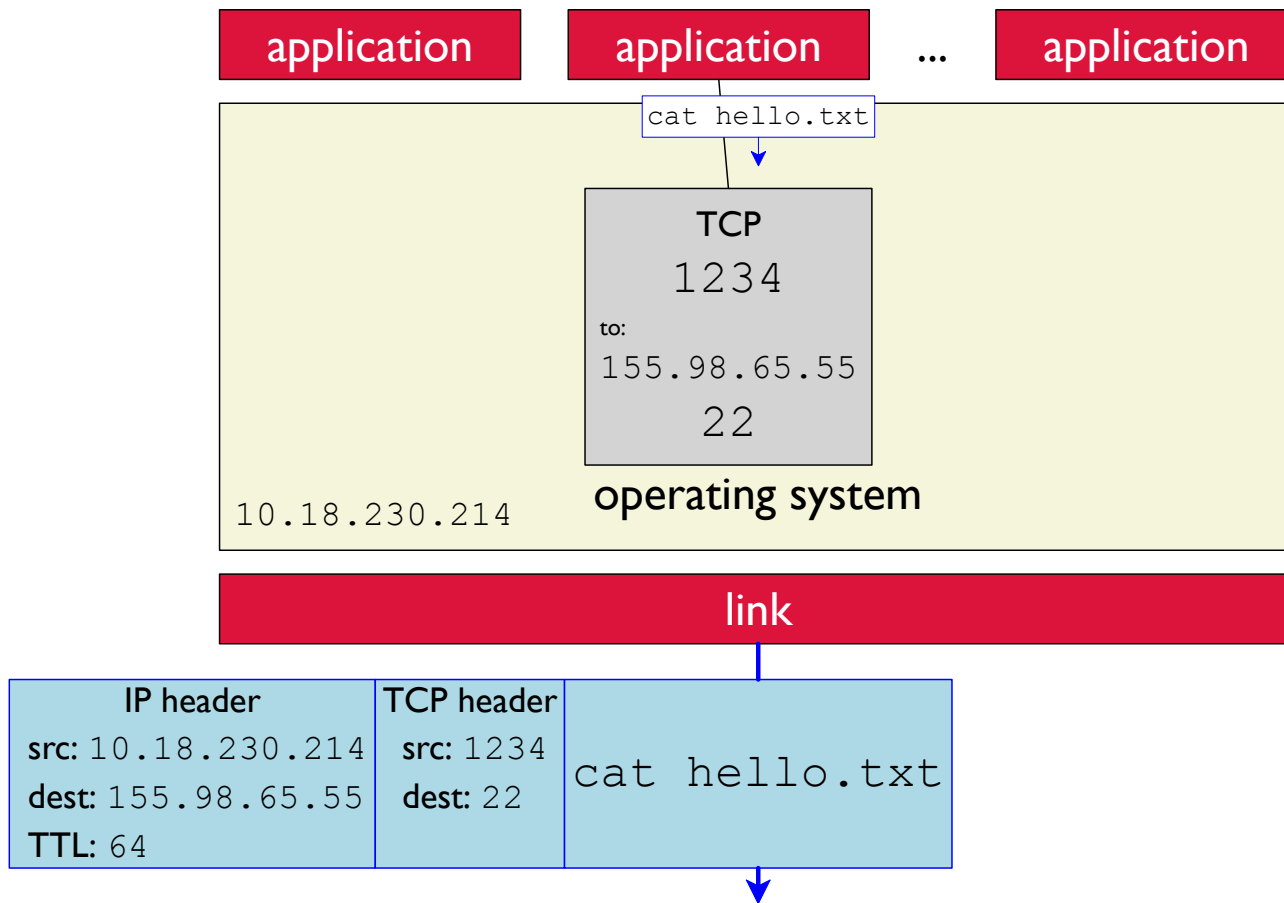 application application ... application
cat hello.txt
TCP
1234
to:
155.98.65.55
22
operating system
10.18.230.214
link
IP header
src: 10.18.230.214
dest: 155.98.65.55
TTL: 64
TCP header
src: 1234
dest: 22
cat hello.txt